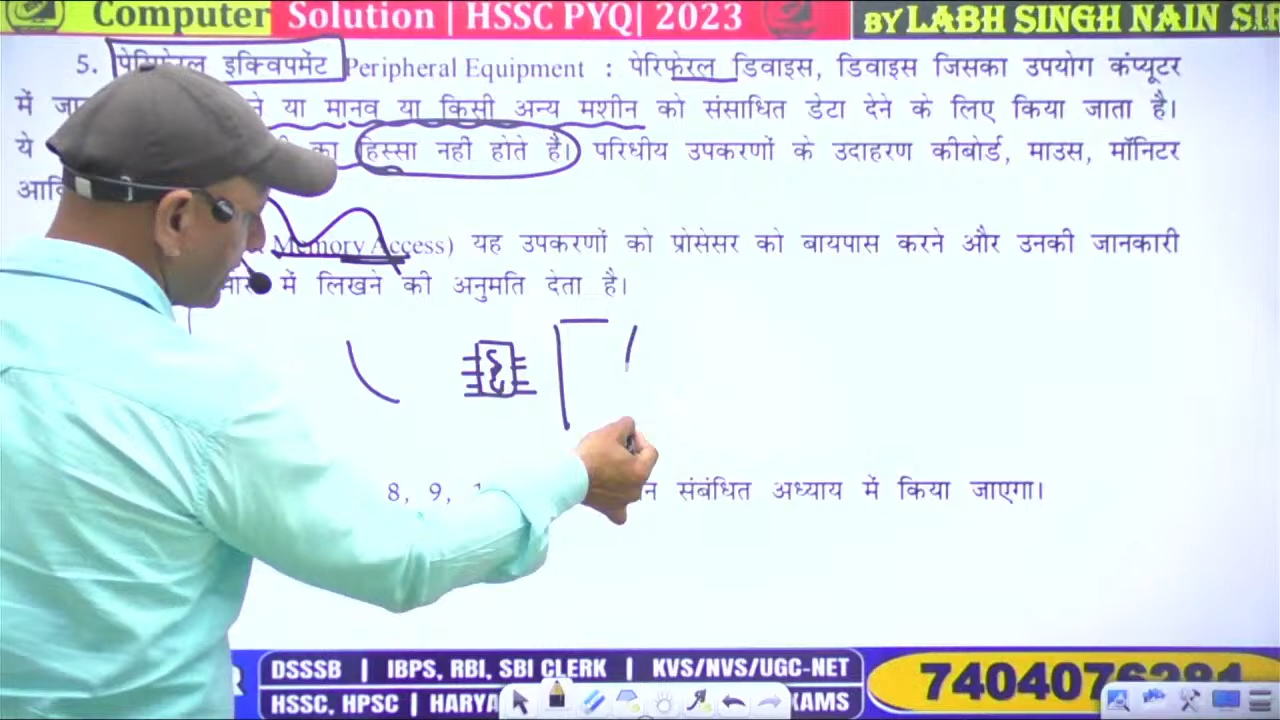 Computer Solution | HSSC PYQ| 2023 BY LABH SINGH NAIN SIR
5. पेरिफेरल इक्विपमेंट Peripheral Equipment : पेरिफेरल डिवाइस, डिवाइस जिसका उपयोग कंप्यूटर
में या मानव या किसी अन्य मशीन को संसाधित डेटा देने के लिए किया जाता है।
ये का हिस्सा नहीं होते है। परिधीय उपकरणों के उदाहरण कीबोर्ड, माउस, मॉनिटर
Memory Access) यह उपकरणों को प्रोसेसर को बायपास करने और उनकी जानकारी
में लिखने की अनुमति देता है।
8, 9, संबंधित अध्याय में किया जाएगा।
DSSSB | IBPS, RBI, SBI CLERK | KVS/NVS/UGC-NET
HSSC, HPSC | EXAMS
7404076281